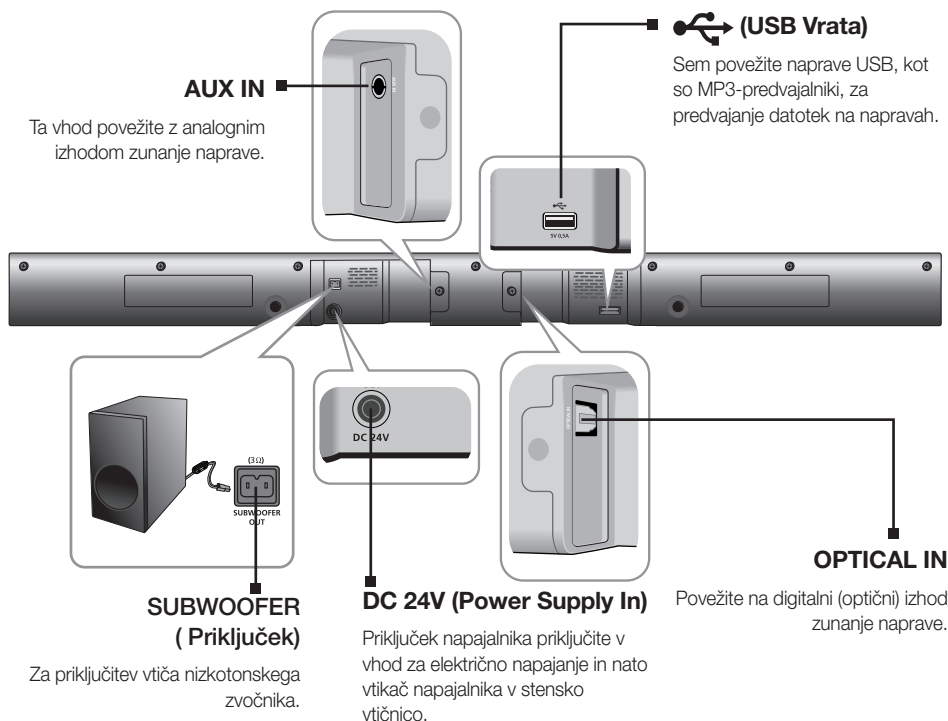 (USB Vrata)
Sem povežite naprave USB, kot
so MP3-predvajalniki, za
predvajanje datotek na napravah.
AUX IN
Ta vhod povežite z analognim
izhodom zunanje naprave.
5V 0.5A
DC 24V
(3Ω)
SUBWOOFER
OUT
OPTICAL IN
Povežite na digitalni (optični) izhod
zunanje naprave.
SUBWOOFER
( Priključek)
Za priključitev vtiča nizkotonskega
zvočnika.
DC 24V (Power Supply In)
Priključek napajalnika priključite v
vhod za električno napajanje in nato
vtikač napajalnika v stensko
vtičnico.